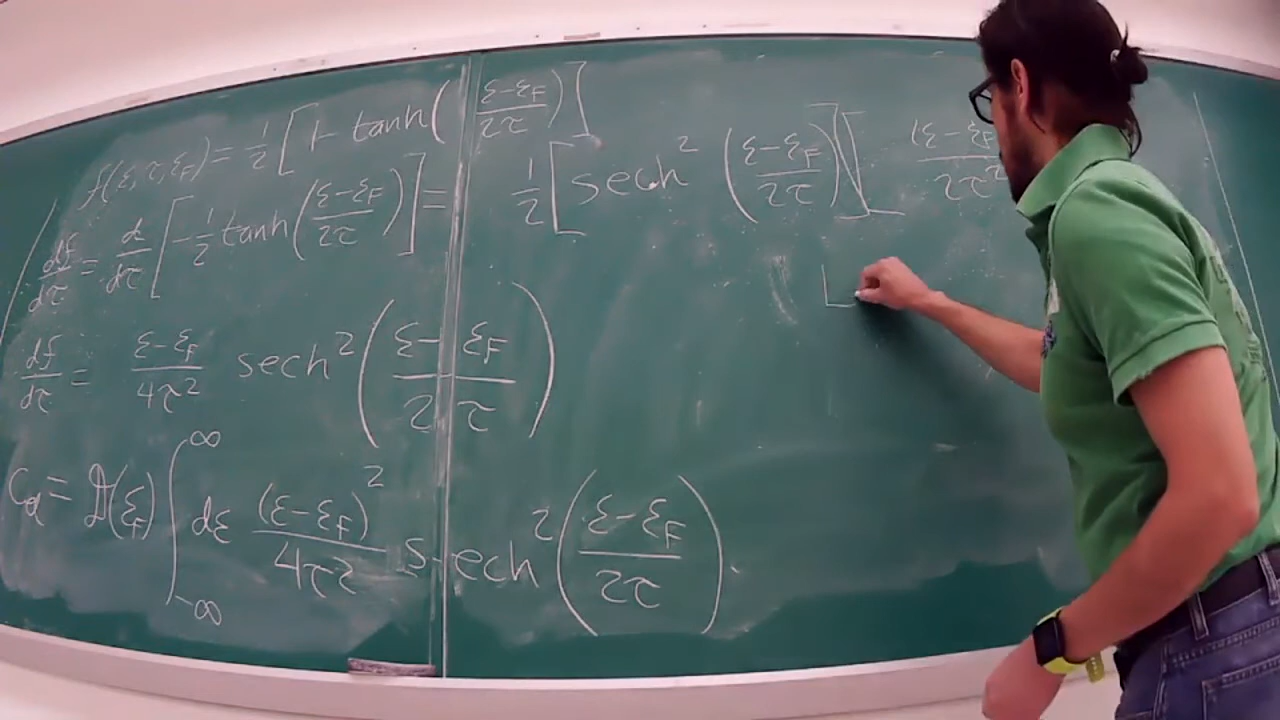 f(ε,τ,ε_F) = 1/2 [1 - tanh((ε-ε_F)/2τ)]
df/dτ = d/dτ [-1/2 tanh((ε-ε_F)/2τ)] = 1/2 [sech² ((ε-ε_F)/2τ)] [(ε-ε_F)/2τ²
df/dτ = (ε-ε_F)/4τ² sech² ((ε-ε_F)/2τ)
C_el = D(ε_F) ∫_{-∞}^{∞} dε (ε-ε_F)²/4τ² sech² ((ε-ε_F)/2τ).